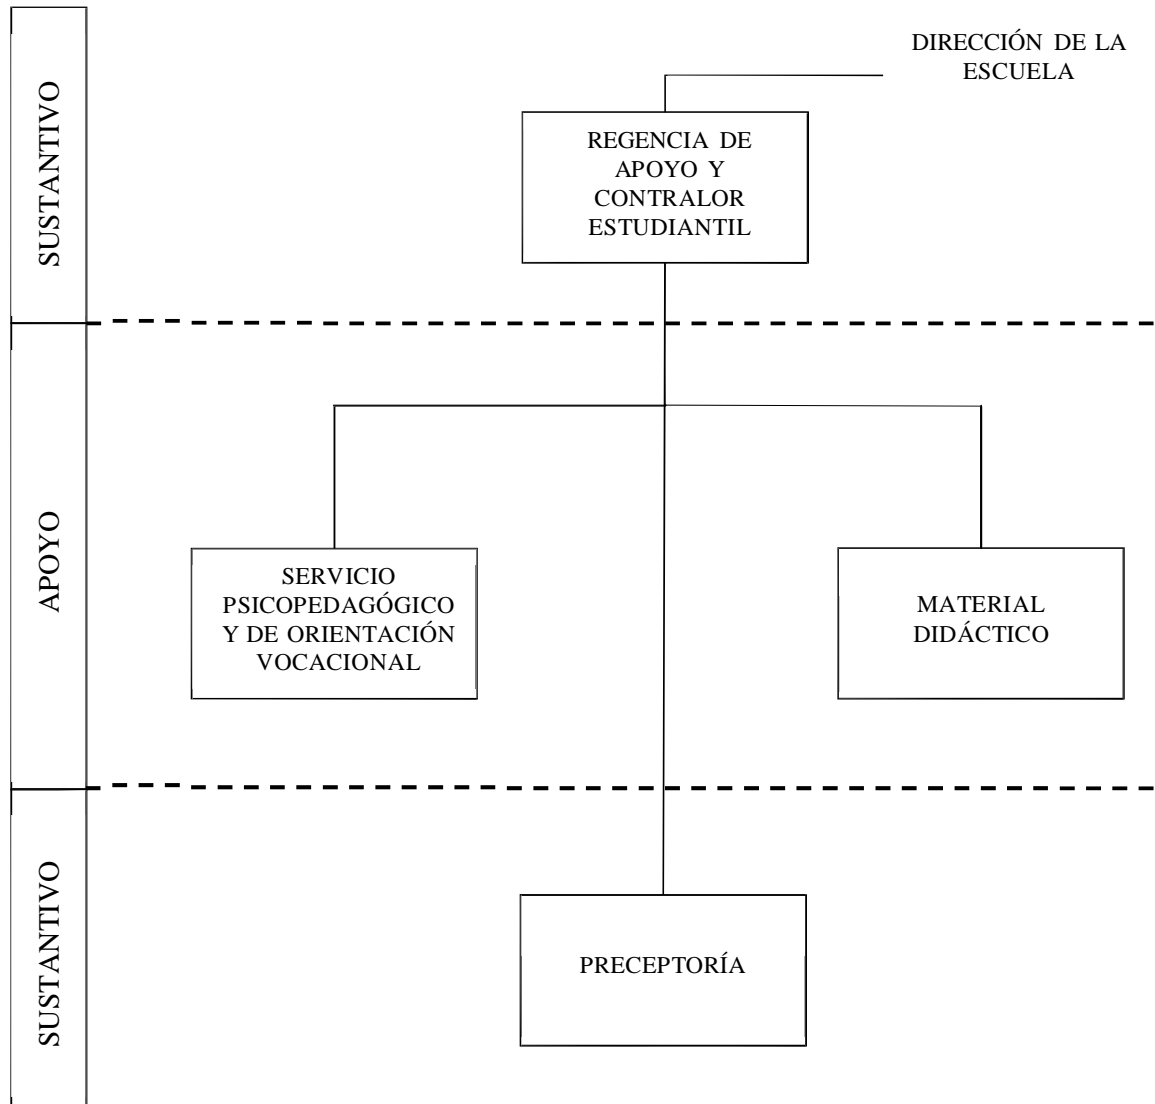 DIRECCIÓN DE LA
ESCUELA
SUSTANTIVO
REGENCIA DE
APOYO Y
CONTRALOR
ESTUDIANTIL
APOYO
SERVICIO
PSICOPEDAGÓGICO
Y DE ORIENTACIÓN
VOCACIONAL
MATERIAL
DIDÁCTICO
SUSTANTIVO
PRECEPTORÍA